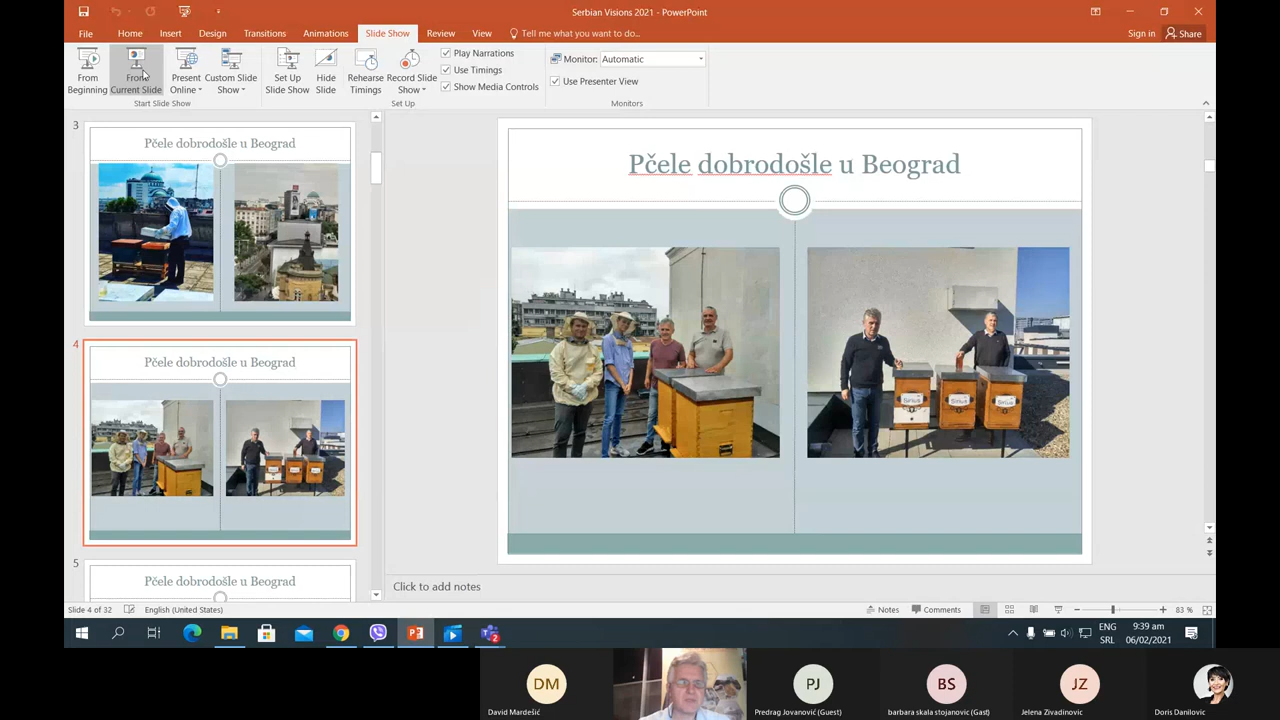 Serbian Visions 2021 - PowerPoint
File Home Insert Design Transitions Animations Slide Show Review View Tell me what you want to do... Sign in Share
From Beginning
From Current Slide
Present Online
Custom Slide Show
Start Slide Show
Set Up Slide Show
Hide Slide
Rehearse Timings
Record Slide Show
Play Narrations
Use Timings
Show Media Controls
Set Up
Monitor: Automatic
Use Presenter View
Monitors
3
Pčele dobrodošle u Beograd
4
Pčele dobrodošle u Beograd
5
Pčele dobrodošle u Beograd
Pčele dobrodošle u Beograd
Sirius Sirius Sirius
Click to add notes
Slide 4 of 32 English (United States) Notes Comments 83 %
ENG 9:39 am
SRL 06/02/2021
2
DM PJ BS JZ
David Mardešić Predrag Jovanović (Guest) barbara skala stojanovic (Gast) Jelena Zivadinovic Doris Danilovic